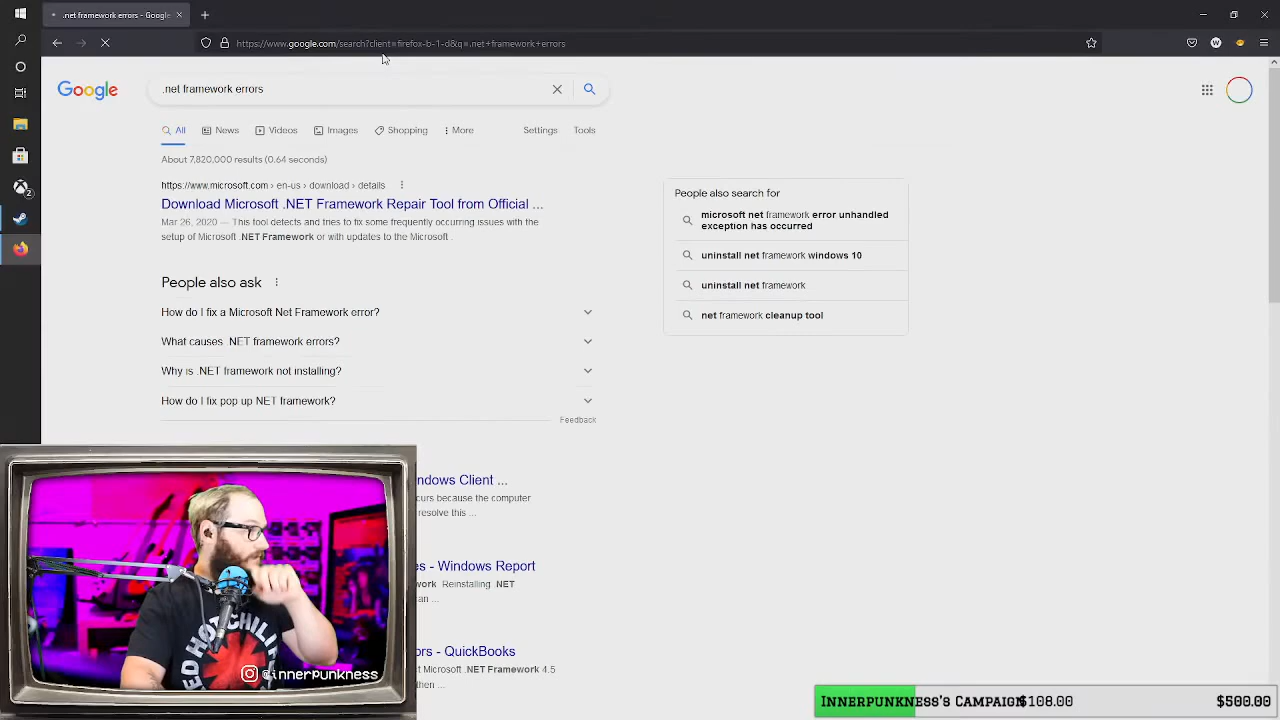 .net framework errors - Google
https://www.google.com/search?client=firefox-b-1-d&q=.net+framework+errors
Google
.net framework errors
All
News
Videos
Images
Shopping
More
Settings
Tools
About 7,820,000 results (0.64 seconds)
https://www.microsoft.com › en-us › download › details
Download Microsoft .NET Framework Repair Tool from Official ...
Mar 26, 2020 — This tool detects and tries to fix some frequently occurring issues with the
setup of Microsoft .NET Framework or with updates to the Microsoft .
People also ask
How do I fix a Microsoft Net Framework error?
What causes .NET framework errors?
Why is .NET framework not installing?
How do I fix pop up NET framework?
Feedback
People also search for
microsoft net framework error unhandled
exception has occurred
uninstall net framework windows 10
uninstall net framework
net framework cleanup tool
ndows Client ...
curs because the computer
resolve this ...
s - Windows Report
work. Reinstalling .NET
ors - QuickBooks
t Microsoft .NET Framework 4.5
then ...
2
W
RED HOT CHILI
@innerpunkness
Innerpunkness's Campaign
$108.00
$500.00